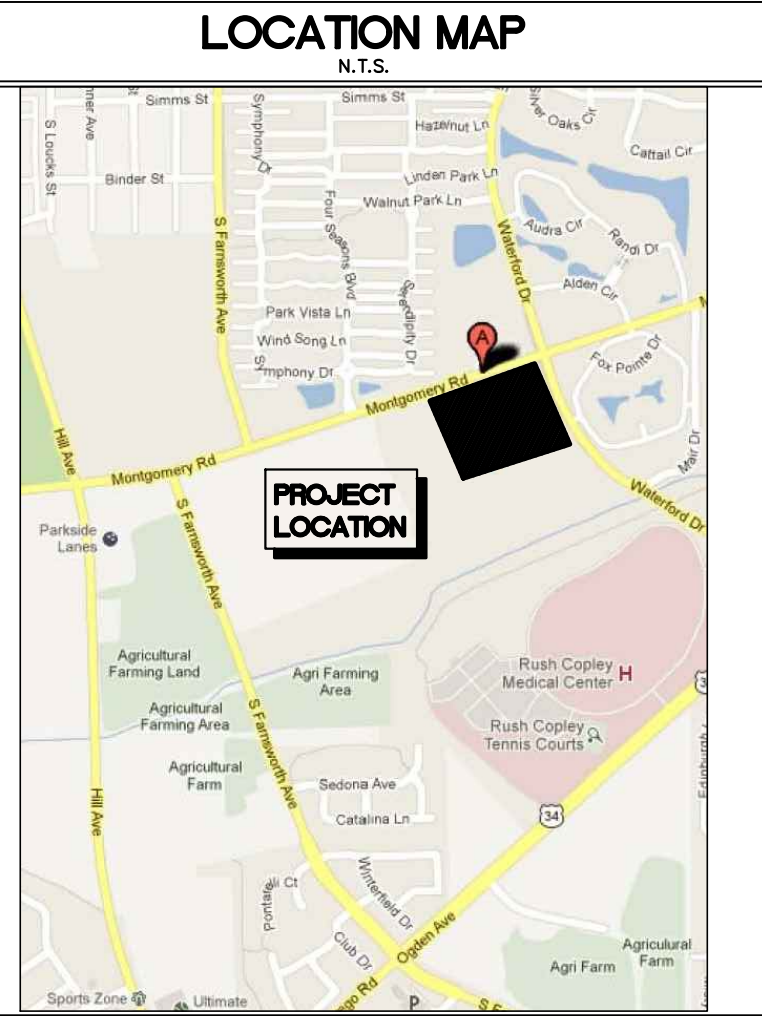 LOCATION MAP
N.T.S.
Simms St
Simms St
S Loucks St
Symphony Dr
Hazelnut Ln
Silver Oaks Cir
Cattail Cir
Binder St
Linden Park Ln
Walnut Park Ln
S Farnsworth Ave
Four Seasons Blvd
Waterford Dr
Audra Cir
Randi Dr
Alden Cir
Serendipity Dr
Park Vista Ln
Wind Song Ln
Symphony Dr
A
Fox Pointe Dr
Montgomery Rd
Hill Ave
Montgomery Rd
Mair Dr
PROJECT
LOCATION
Waterford Dr
S Farnsworth Ave
Parkside
Lanes
Agricultural
Farming Land
Agri Farming
Area
Rush Copley
Medical Center
H
Agricultural
Farming Area
S Farnsworth Ave
Rush Copley
Tennis Courts
Agricultural
Farm
Sedona Ave
Hill Ave
Catalina Ln
34
Winterfield Dr
Club Dr
Ogden Ave
Agriculural
Farm
Agri Farm
Sports Zone
Ultimate
P